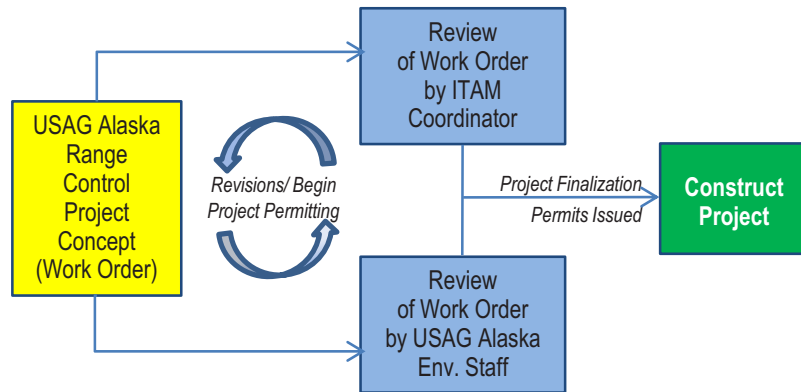 USAG Alaska
Range
Control
Project
Concept
(Work Order)
Revisions/ Begin
Project Permitting
Review
of Work Order
by ITAM
Coordinator
Review
of Work Order
by USAG Alaska
Env. Staff
Project Finalization
Permits Issued
Construct
Project